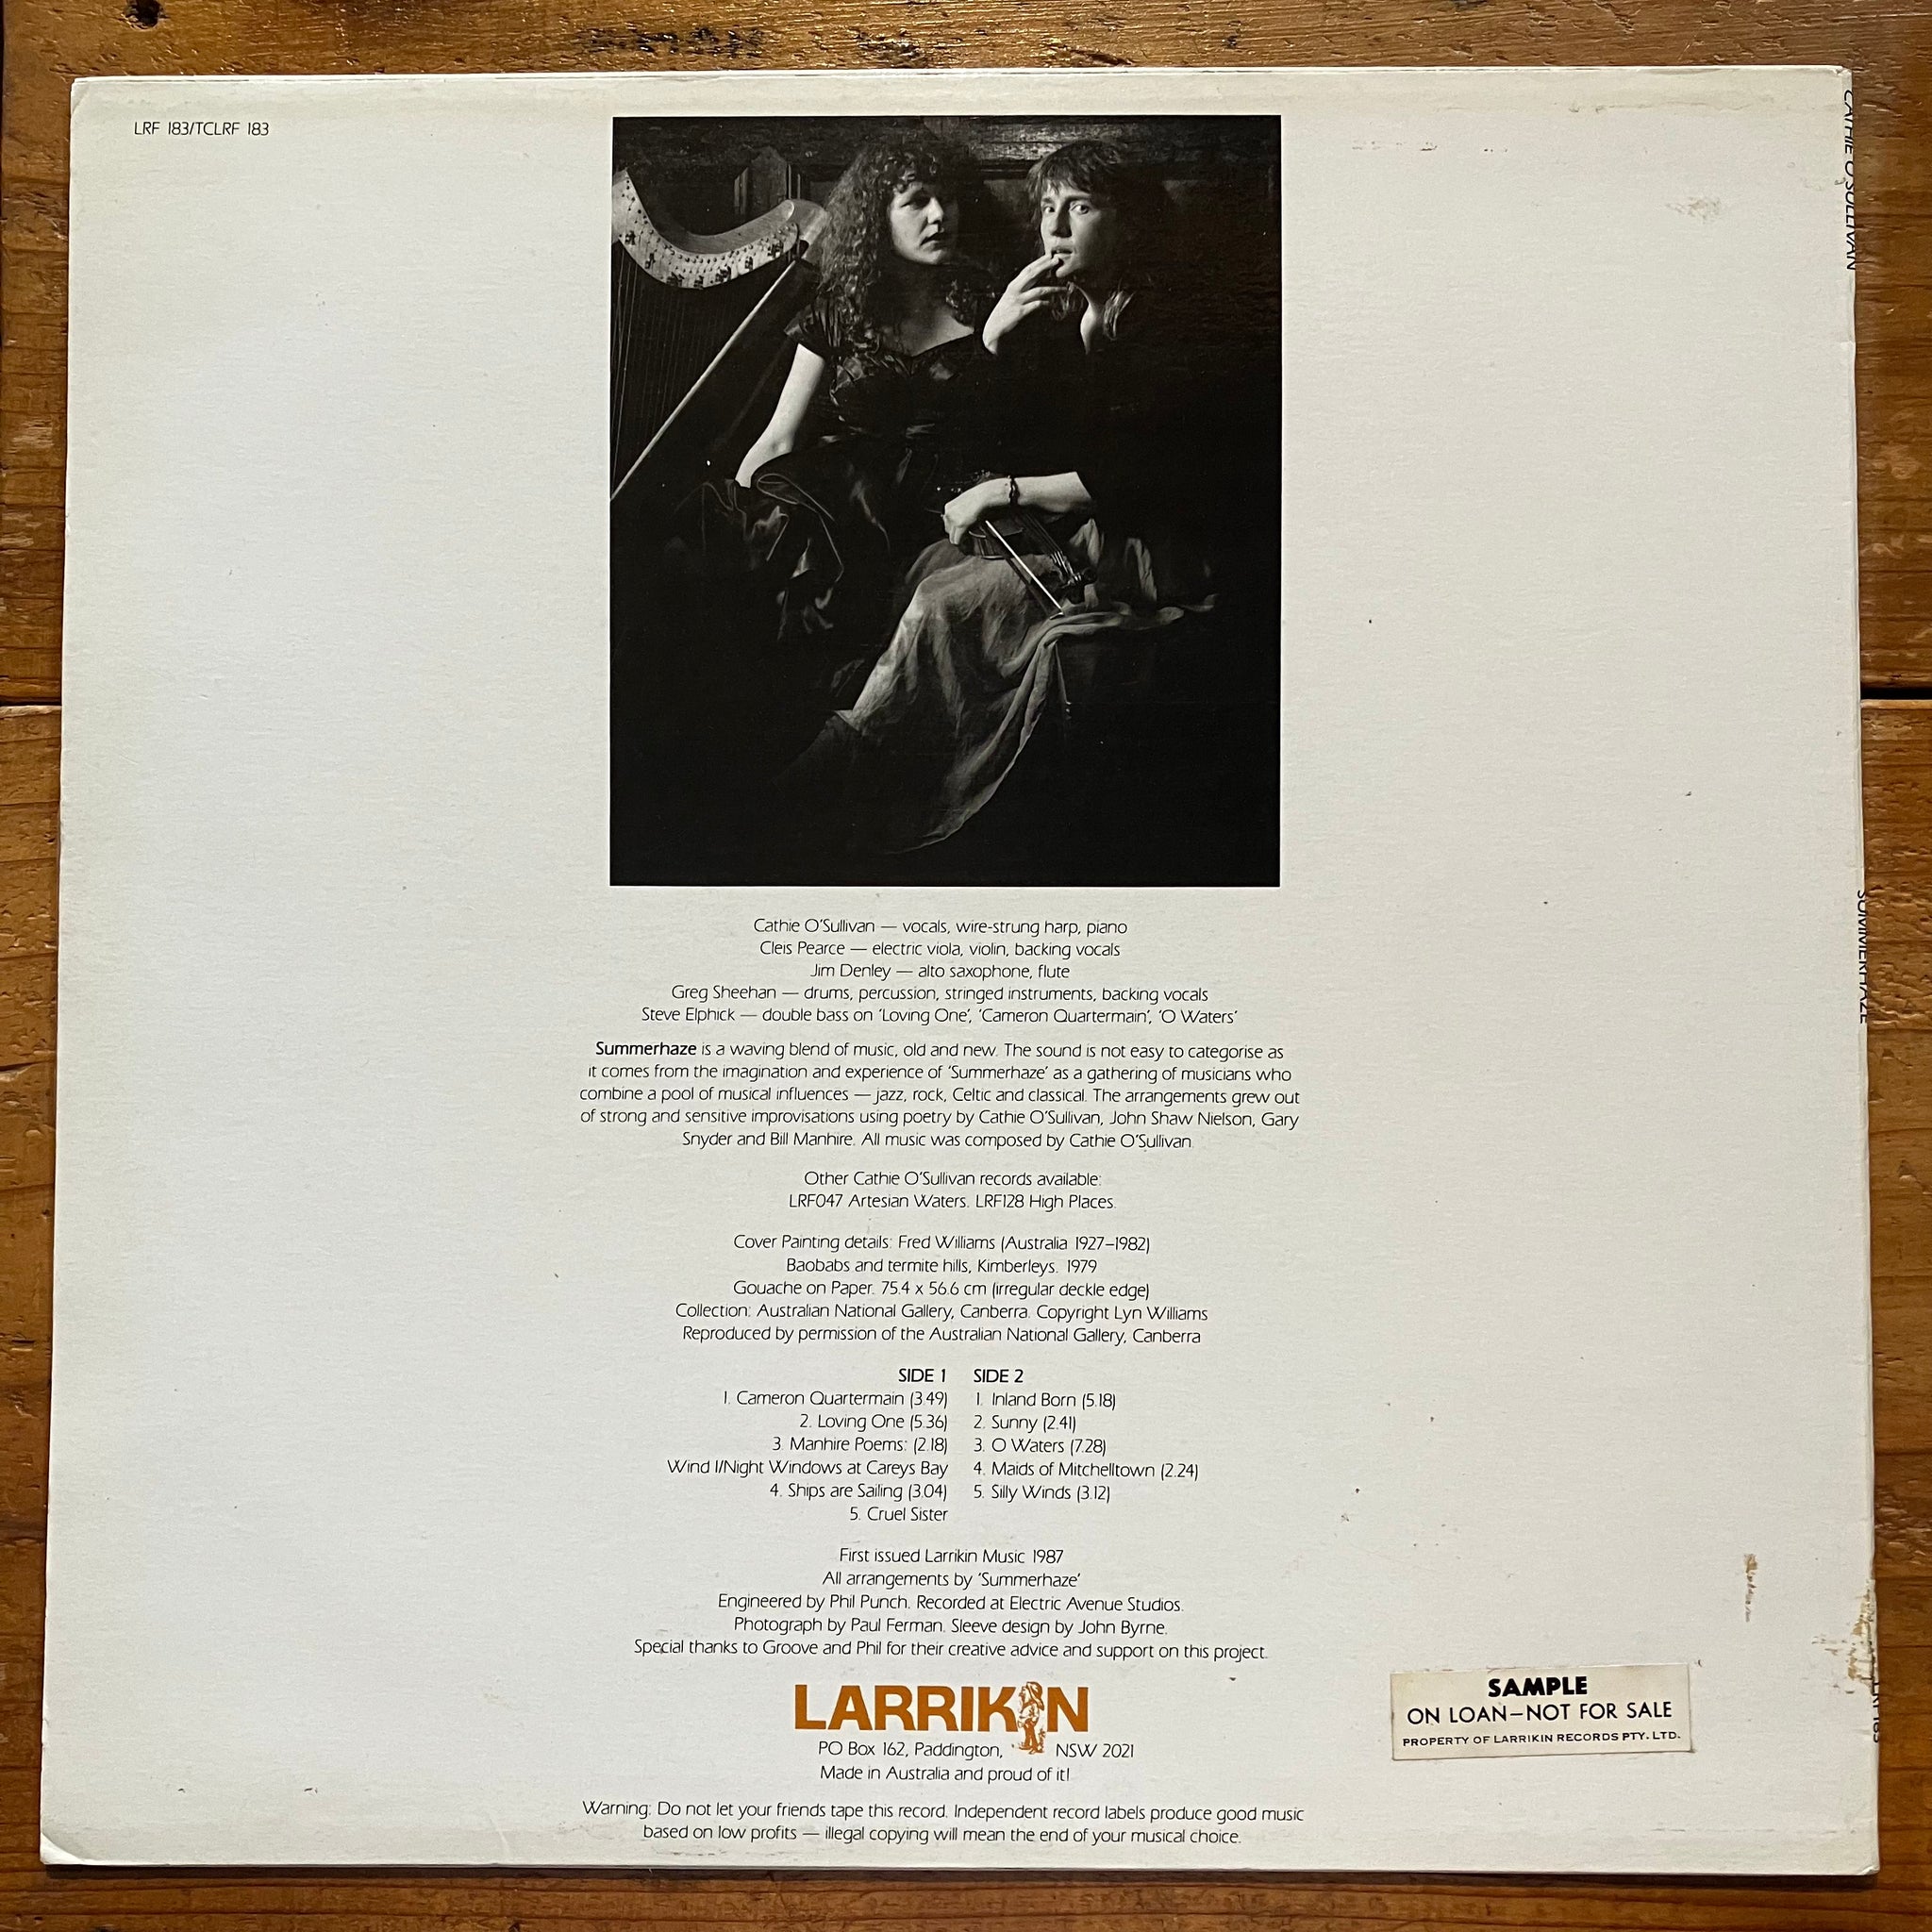 LRF 183/TCLRF 183
CATHIE O'SULLIVAN
SUMMERHAZE
Cathie O'Sullivan — vocals, wire-strung harp, piano
Cleis Pearce — electric viola, violin, backing vocals
Jim Denley — alto saxophone, flute
Greg Sheehan — drums, percussion, stringed instruments, backing vocals
Steve Elphick — double bass on 'Loving One', 'Cameron Quartermain', 'O Waters'
Summerhaze is a waving blend of music, old and new. The sound is not easy to categorise as
it comes from the imagination and experience of 'Summerhaze' as a gathering of musicians who
combine a pool of musical influences — jazz, rock, Celtic and classical. The arrangements grew out
of strong and sensitive improvisations using poetry by Cathie O'Sullivan, John Shaw Nielson, Gary
Snyder and Bill Manhire. All music was composed by Cathie O'Sullivan.
Other Cathie O'Sullivan records available:
LRF047 Artesian Waters. LRF128 High Places.
Cover Painting details: Fred Williams (Australia 1927–1982)
Baobabs and termite hills, Kimberleys. 1979
Gouache on Paper. 75.4 x 56.6 cm (irregular deckle edge)
Collection: Australian National Gallery, Canberra. Copyright Lyn Williams
Reproduced by permission of the Australian National Gallery, Canberra
SIDE 1
1. Cameron Quartermain (3.49)
2. Loving One (5.36)
3. Manhire Poems: (2.18)
Wind I/Night Windows at Careys Bay
4. Ships are Sailing (3.04)
5. Cruel Sister
SIDE 2
1. Inland Born (5.18)
2. Sunny (2.41)
3. O Waters (7.28)
4. Maids of Mitchelltown (2.24)
5. Silly Winds (3.12)
First issued Larrikin Music 1987
All arrangements by 'Summerhaze'
Engineered by Phil Punch. Recorded at Electric Avenue Studios.
Photograph by Paul Ferman. Sleeve design by John Byrne.
Special thanks to Groove and Phil for their creative advice and support on this project.
LARRIKIN
PO Box 162, Paddington, NSW 2021
Made in Australia and proud of it!
SAMPLE
ON LOAN—NOT FOR SALE
PROPERTY OF LARRIKIN RECORDS PTY. LTD.
Warning: Do not let your friends tape this record. Independent record labels produce good music
based on low profits — illegal copying will mean the end of your musical choice.